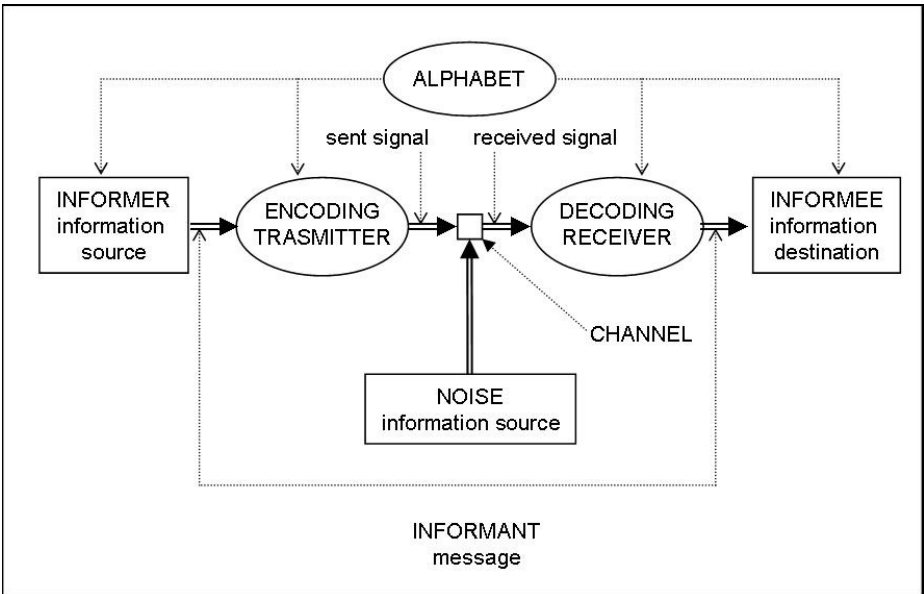 ALPHABET
sent signal
received signal
INFORMER
information
source
ENCODING
TRASMITTER
DECODING
RECEIVER
INFORMEE
information
destination
CHANNEL
NOISE
information source
INFORMANT
message